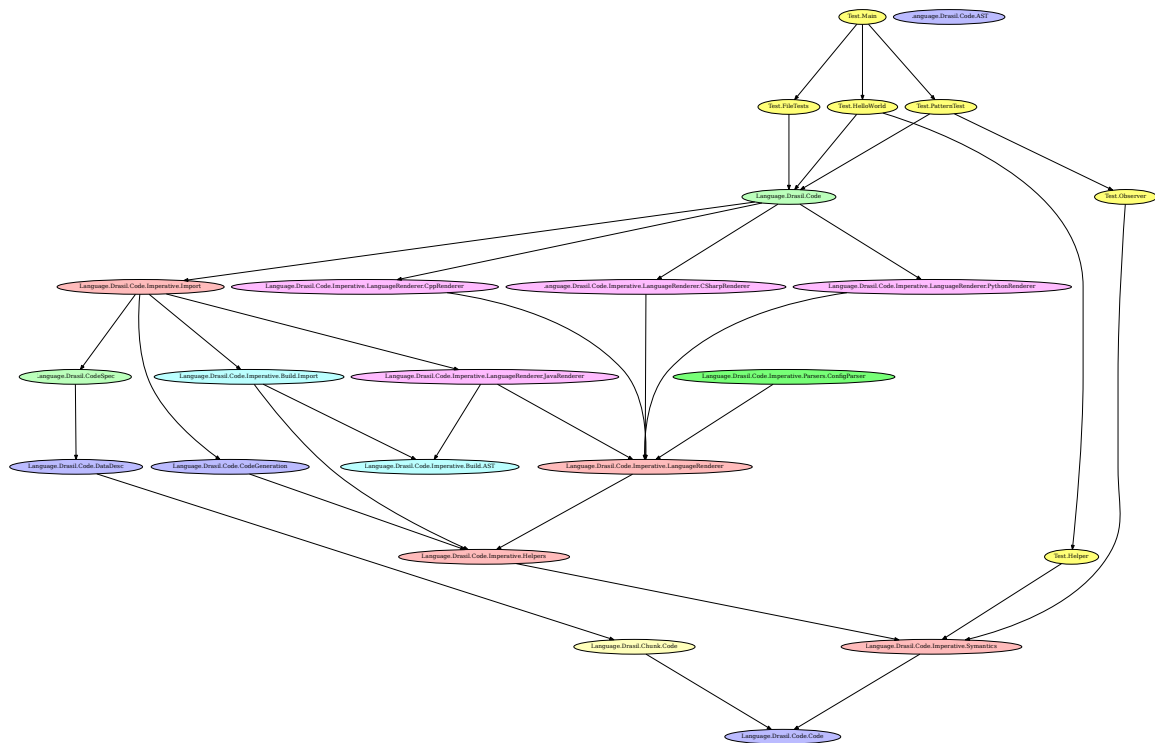 Test.Main
.anguage.Drasil.Code.AST
Test.FileTests
Test.HelloWorld
Test.PatternTest
Language.Drasil.Code
Test.Observer
Language.Drasil.Code.Imperative.Import
Language.Drasil.Code.Imperative.LanguageRenderer.CppRenderer
.anguage.Drasil.Code.Imperative.LanguageRenderer.CSharpRenderer
Language.Drasil.Code.Imperative.LanguageRenderer.PythonRenderer
.anguage.Drasil.CodeSpec
Language.Drasil.Code.Imperative.Build.Import
Language.Drasil.Code.Imperative.LanguageRenderer.JavaRenderer
Language.Drasil.Code.Imperative.Parsers.ConfigParser
Language.Drasil.Code.DataDesc
Language.Drasil.Code.CodeGeneration
Language.Drasil.Code.Imperative.Build.AST
Language.Drasil.Code.Imperative.LanguageRenderer
Language.Drasil.Code.Imperative.Helpers
Test.Helper
Language.Drasil.Chunk.Code
Language.Drasil.Code.Imperative.Symantics
Language.Drasil.Code.Code